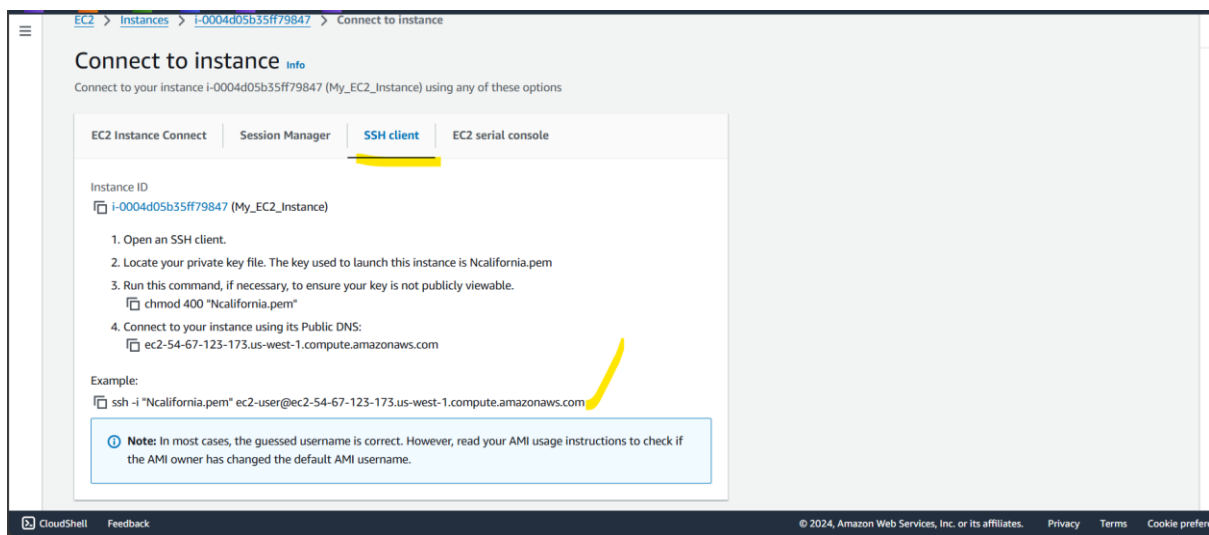 EC2 > Instances > i-0004d05b35ff79847 > Connect to instance
Connect to instance Info
Connect to your instance i-0004d05b35ff79847 (My_EC2_Instance) using any of these options
EC2 Instance Connect Session Manager SSH client EC2 serial console
Instance ID
i-0004d05b35ff79847 (My_EC2_Instance)
1. Open an SSH client.
2. Locate your private key file. The key used to launch this instance is Ncalifornia.pem
3. Run this command, if necessary, to ensure your key is not publicly viewable.
chmod 400 "Ncalifornia.pem"
4. Connect to your instance using its Public DNS:
ec2-54-67-123-173.us-west-1.compute.amazonaws.com
Example:
ssh -i "Ncalifornia.pem" ec2-user@ec2-54-67-123-173.us-west-1.compute.amazonaws.com
Note: In most cases, the guessed username is correct. However, read your AMI usage instructions to check if
the AMI owner has changed the default AMI username.
CloudShell Feedback © 2024, Amazon Web Services, Inc. or its affiliates. Privacy Terms Cookie prefer